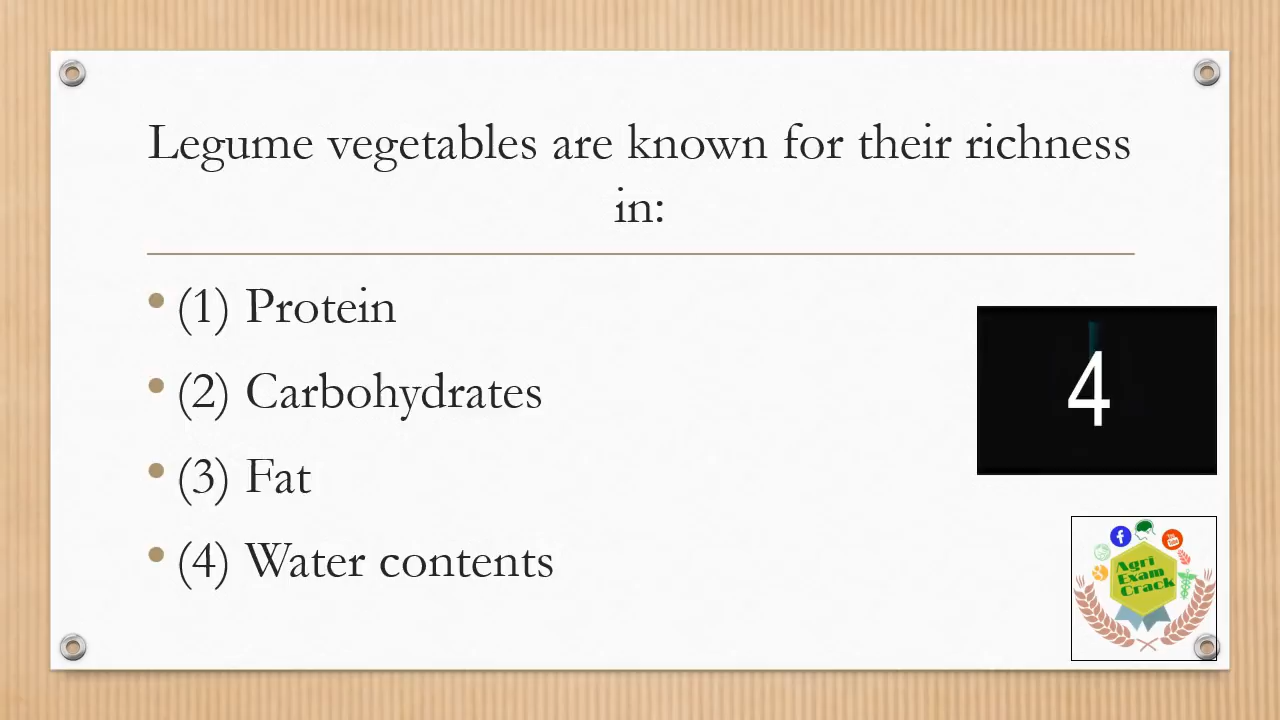 Legume vegetables are known for their richness
in:
(1) Protein
(2) Carbohydrates
(3) Fat
(4) Water contents
4
Agri
Exam
Crack